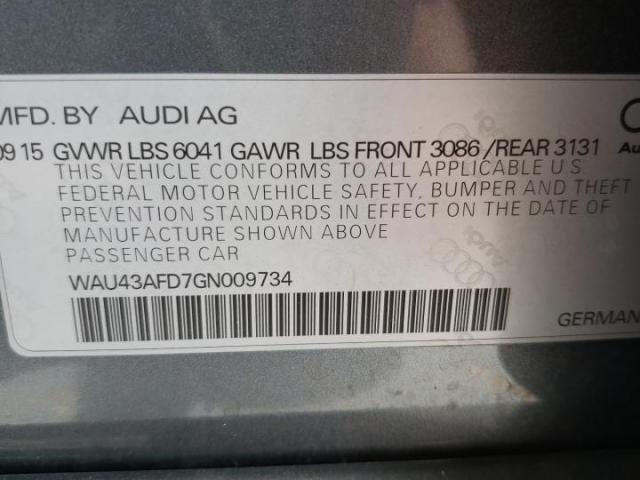 MFD. BY AUDI AG
09 15 GVWR LBS 6041 GAWR LBS FRONT 3086 /REAR 3131
THIS VEHICLE CONFORMS TO ALL APPLICABLE U S
FEDERAL MOTOR VEHICLE SAFETY, BUMPER AND THEFT
PREVENTION STANDARDS IN EFFECT ON THE DATE OF
MANUFACTURE SHOWN ABOVE
PASSENGER CAR
WAU43AFD7GN009734
GERMAN